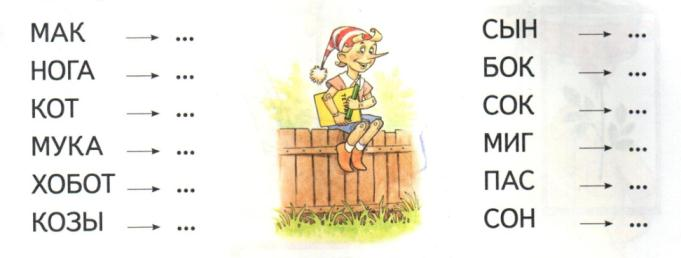 МАК → ...
НОГА → ...
КОТ → ...
МУКА → ...
ХОБОТ → ...
КОЗЫ → ...
СЫН → ...
БОК → ...
СОК → ...
МИГ → ...
ПАС → ...
СОН → ...